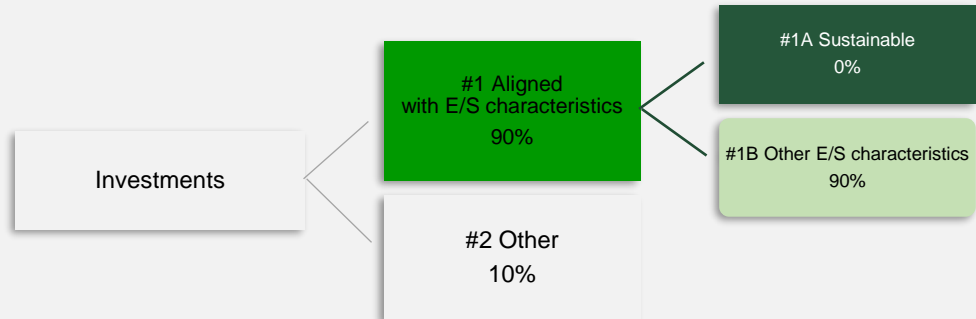 Investments
#1 Aligned
with E/S characteristics
90%
#2 Other
10%
#1A Sustainable
0%
#1B Other E/S characteristics
90%